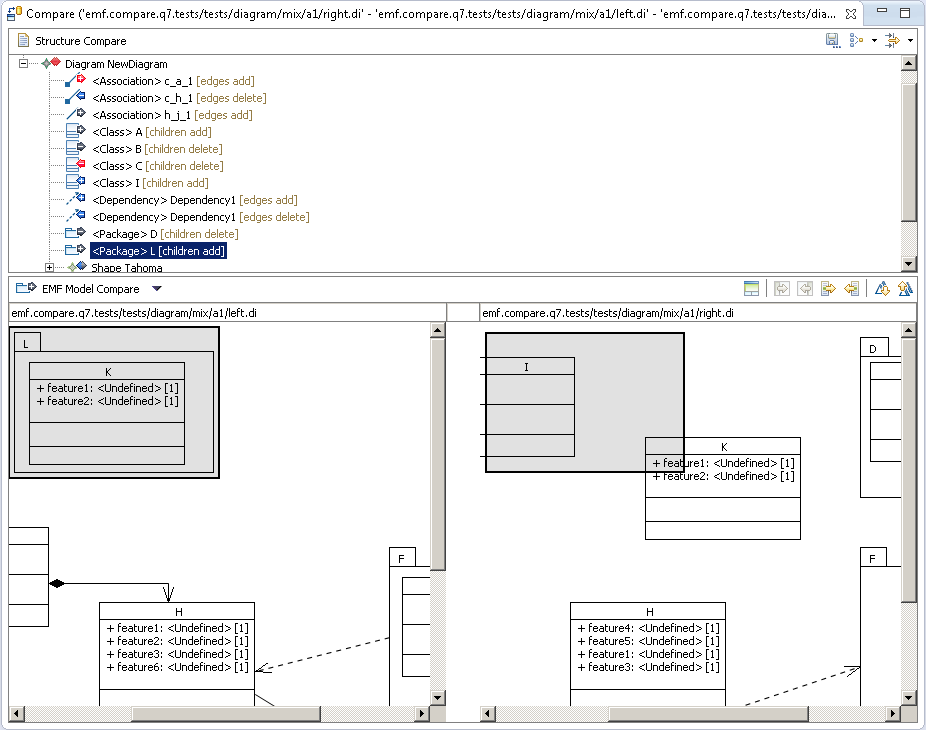 Compare ('emf.compare.q7.tests/tests/diagram/mix/a1/right.di' - 'emf.compare.q7.tests/tests/diagram/mix/a1/left.di' - 'emf.compare.q7.tests/tests/dia...
Structure Compare
Diagram NewDiagram
<Association> c_a_1 [edges add]
<Association> c_h_1 [edges delete]
<Association> h_j_1 [edges add]
<Class> A [children add]
<Class> B [children delete]
<Class> C [children delete]
<Class> I [children add]
<Dependency> Dependency1 [edges add]
<Dependency> Dependency1 [edges delete]
<Package> D [children delete]
<Package> L [children add]
Shape Tahoma
EMF Model Compare
emf.compare.q7.tests/tests/diagram/mix/a1/left.di
L
K
+ feature1: <Undefined> [1]
+ feature2: <Undefined> [1]
F
H
+ feature1: <Undefined> [1]
+ feature2: <Undefined> [1]
+ feature3: <Undefined> [1]
+ feature6: <Undefined> [1]
emf.compare.q7.tests/tests/diagram/mix/a1/right.di
I
D
K
+ feature1: <Undefined> [1]
+ feature2: <Undefined> [1]
F
H
+ feature4: <Undefined> [1]
+ feature5: <Undefined> [1]
+ feature1: <Undefined> [1]
+ feature3: <Undefined> [1]